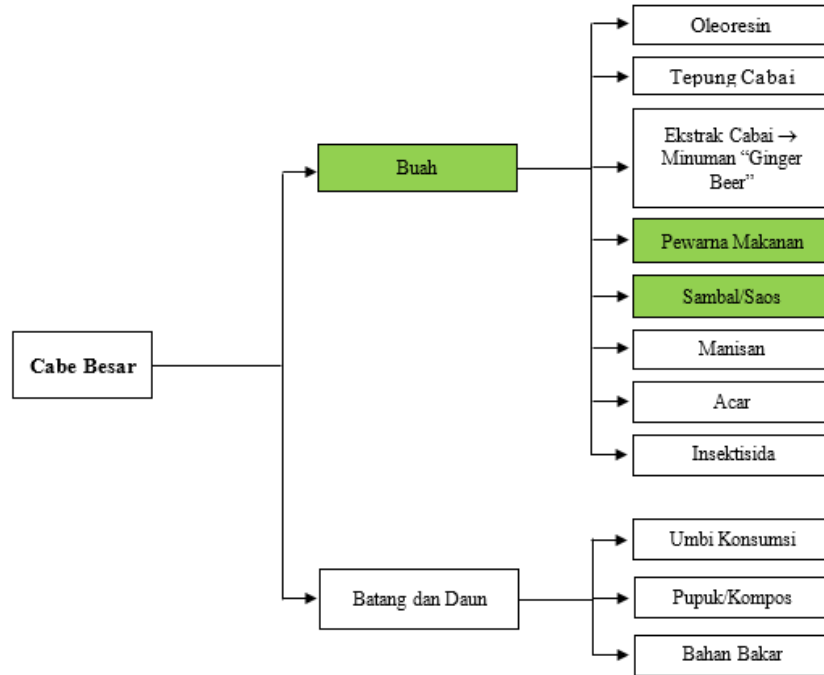 Cabe Besar
Buah
Oleoresin
Tepung Cabai
Ekstrak Cabai →
Minuman “Ginger
Beer”
Pewarna Makanan
Sambal/Saos
Manisan
Acar
Insektisida
Batang dan Daun
Umbi Konsumsi
Pupuk/Kompos
Bahan Bakar